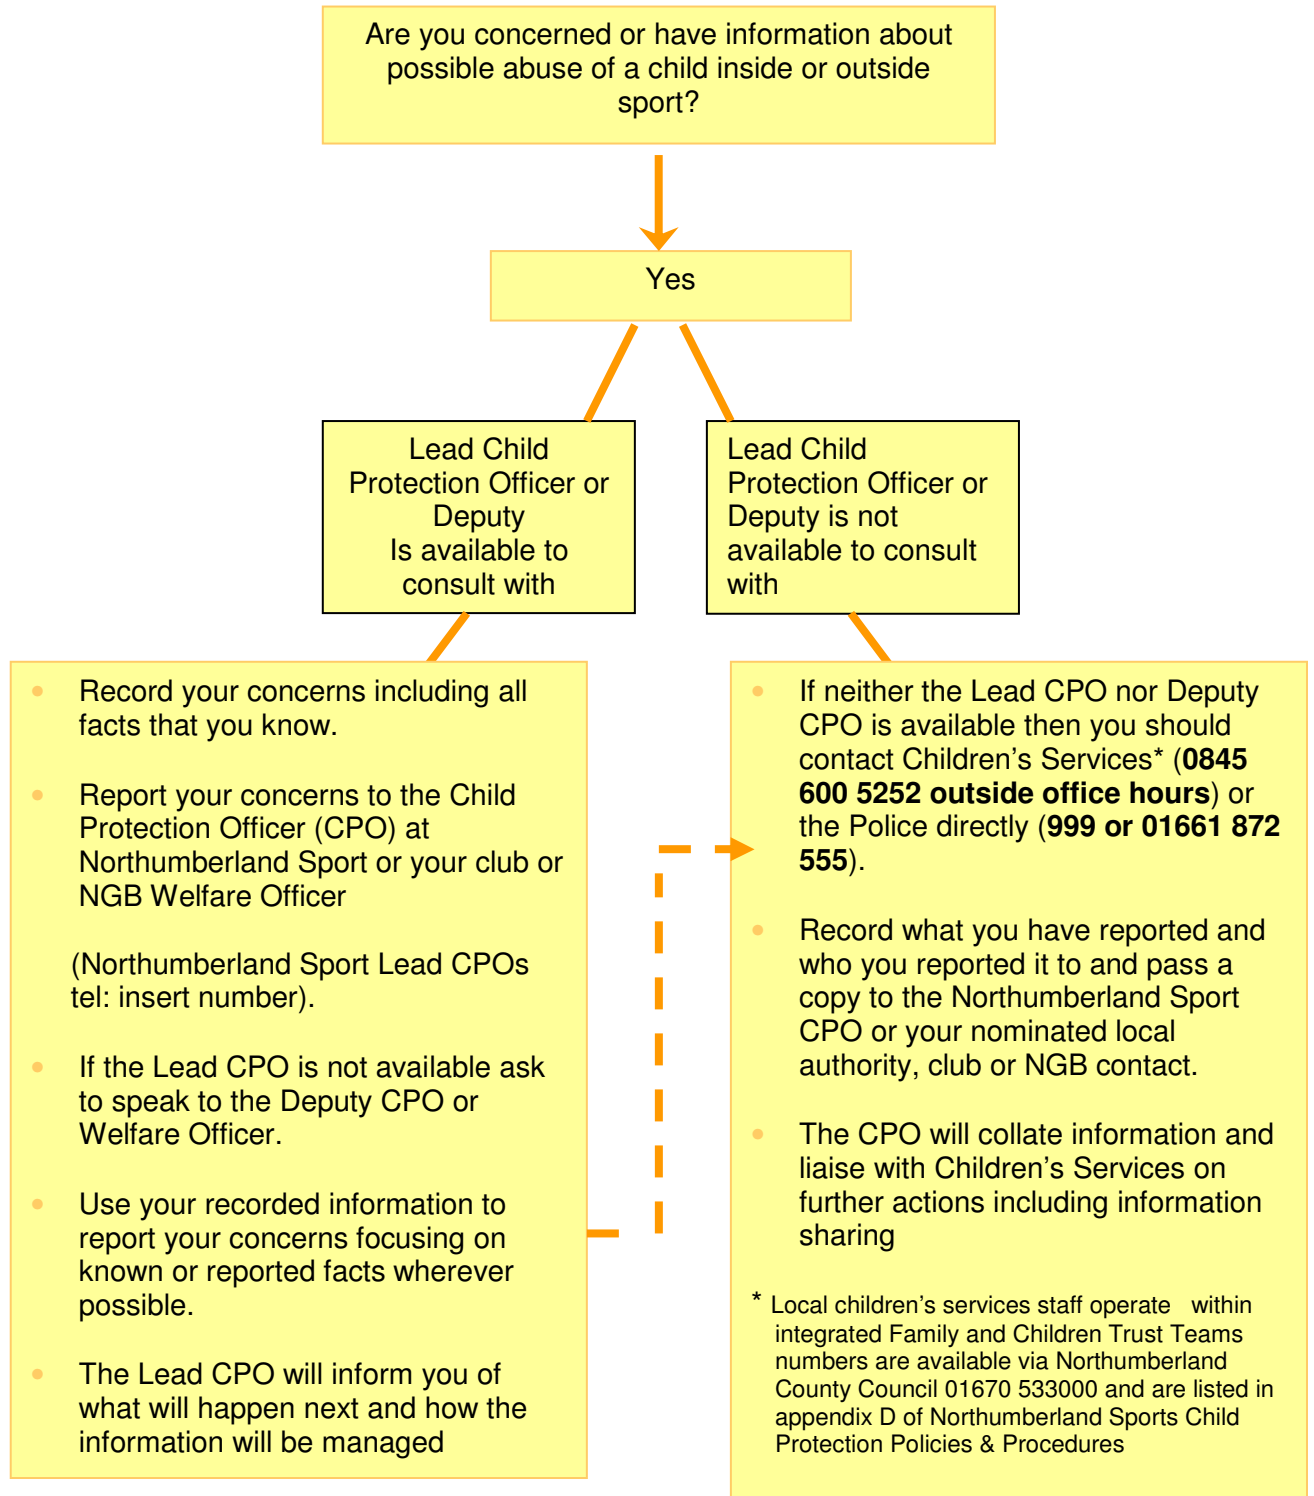 Are you concerned or have information about
possible abuse of a child inside or outside
sport?
Yes
Lead Child
Protection Officer or
Deputy
Is available to
consult with
Lead Child
Protection Officer or
Deputy is not
available to consult
with
• Record your concerns including all
facts that you know.
• Report your concerns to the Child
Protection Officer (CPO) at
Northumberland Sport or your club or
NGB Welfare Officer
(Northumberland Sport Lead CPOs
tel: insert number).
• If the Lead CPO is not available ask
to speak to the Deputy CPO or
Welfare Officer.
• Use your recorded information to
report your concerns focusing on
known or reported facts wherever
possible.
• The Lead CPO will inform you of
what will happen next and how the
information will be managed
• If neither the Lead CPO nor Deputy
CPO is available then you should
contact Children's Services* (0845
600 5252 outside office hours) or
the Police directly (999 or 01661 872
555).
• Record what you have reported and
who you reported it to and pass a
copy to the Northumberland Sport
CPO or your nominated local
authority, club or NGB contact.
• The CPO will collate information and
liaise with Children's Services on
further actions including information
sharing
* Local children's services staff operate within
integrated Family and Children Trust Teams
numbers are available via Northumberland
County Council 01670 533000 and are listed in
appendix D of Northumberland Sports Child
Protection Policies & Procedures